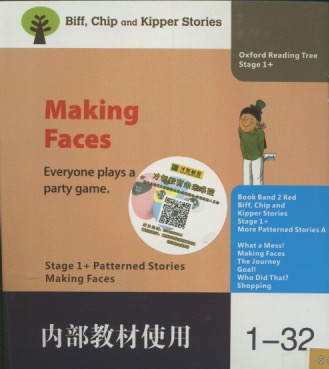 Biff, Chip and Kipper Stories
Oxford Reading Tree
Stage 1+
Making
Faces
Everyone plays a
party game.
Book Band 2 Red
Biff, Chip and
Kipper Stories
Stage 1+
More Patterned Stories A
What a Mess!
Making Faces
The Journey
Goal!
Who Did That?
Shopping
Stage 1+ Patterned Stories
Making Faces
内部教材使用
1-32